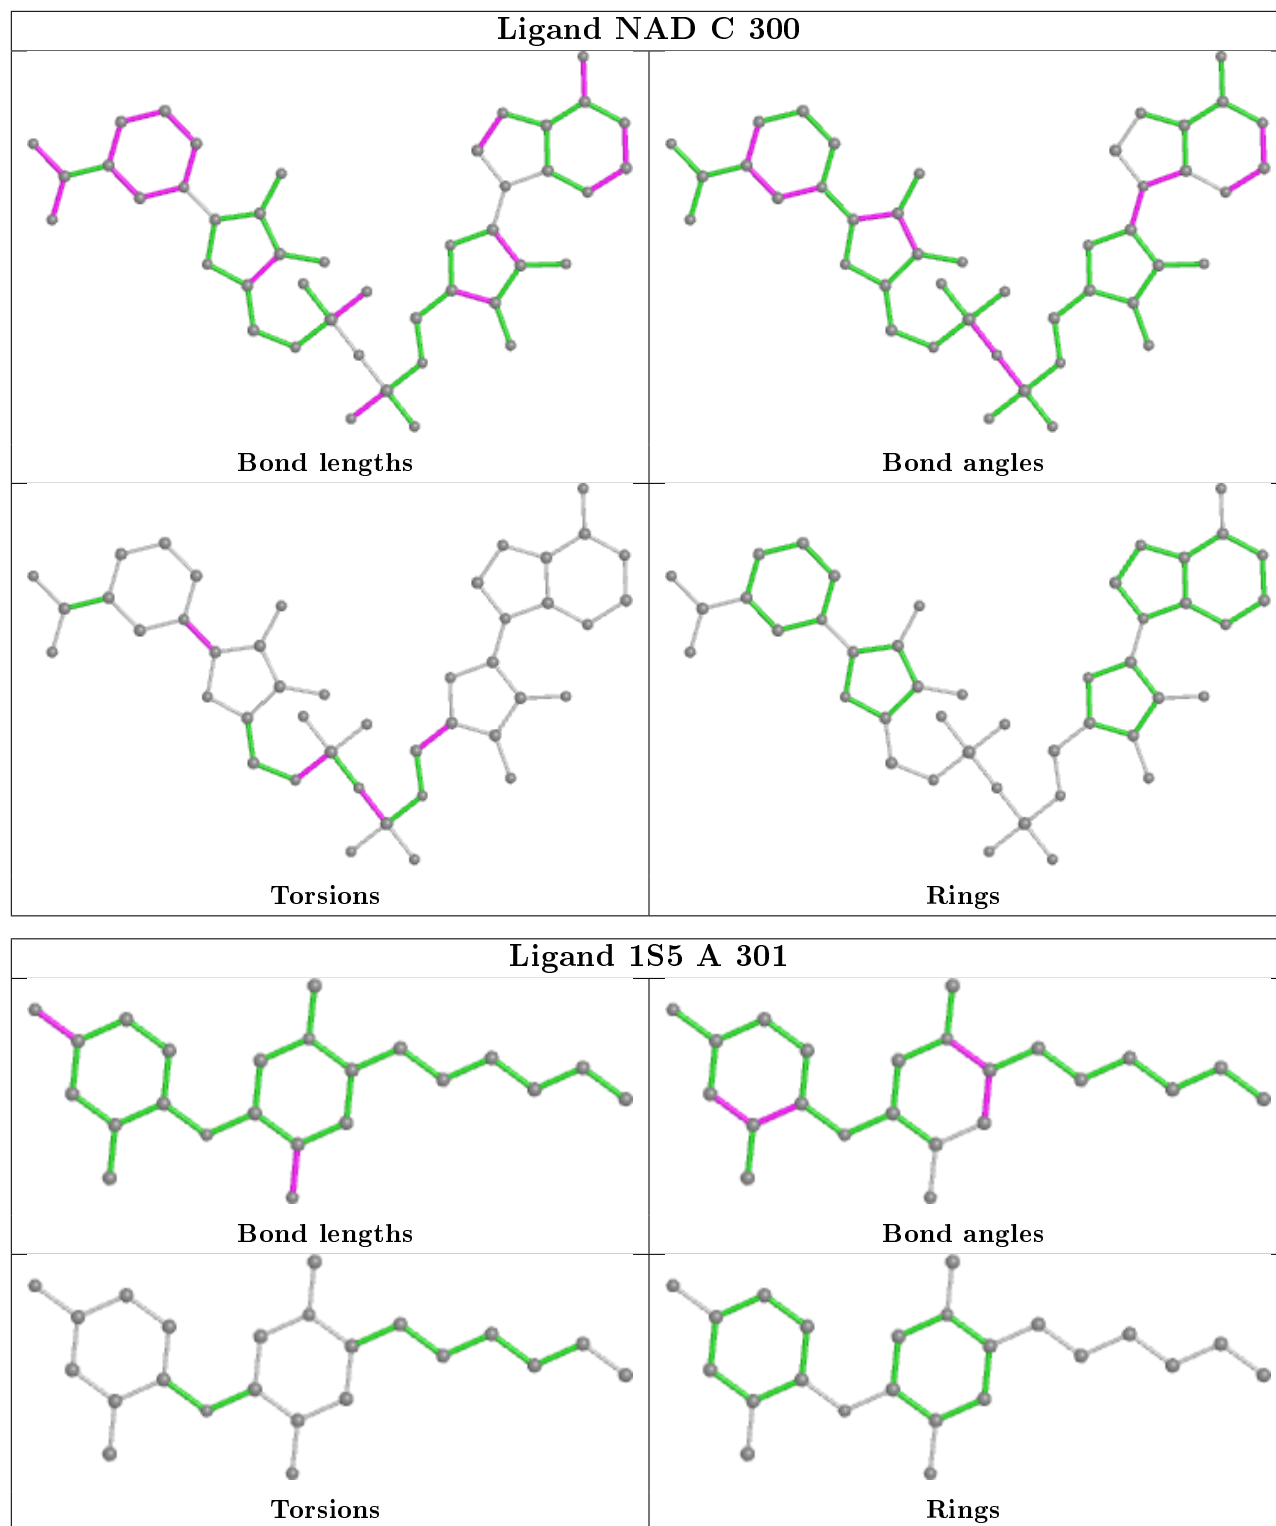 Ligand NAD C 300
Bond lengths
Bond angles
Torsions
Rings
Ligand 1S5 A 301
Bond lengths
Bond angles
Torsions
Rings